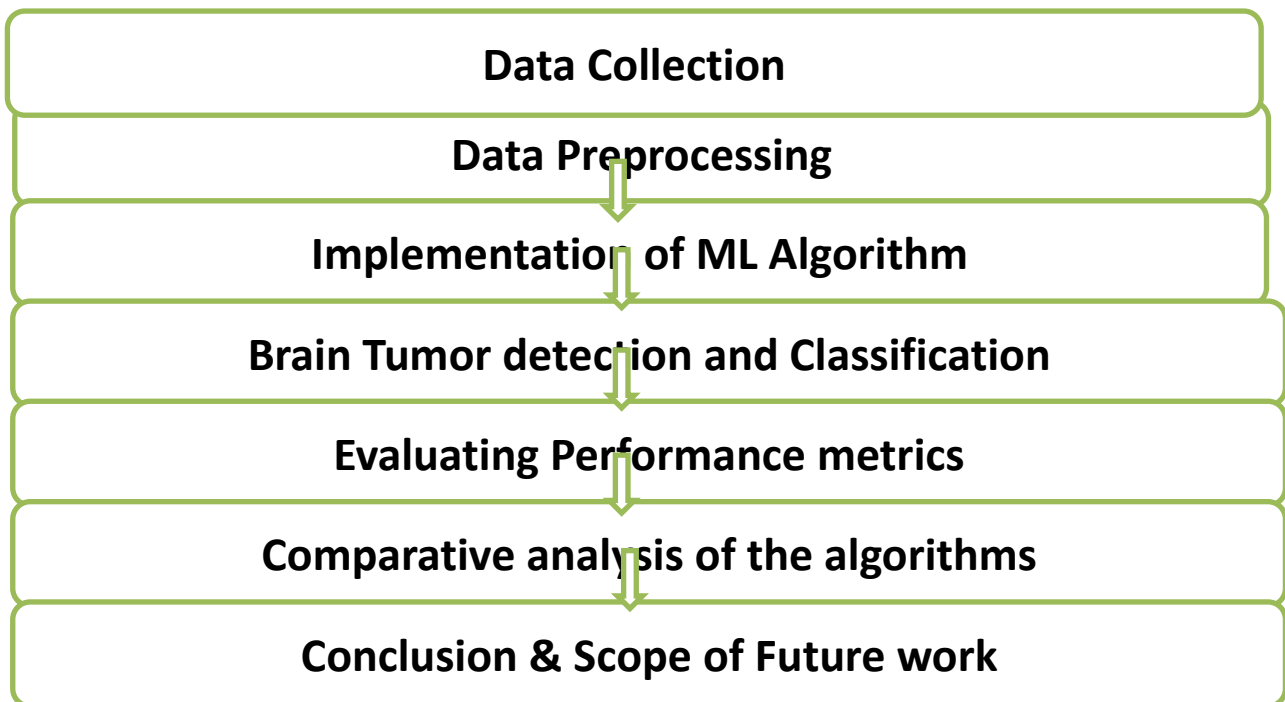 Data Collection
Data Preprocessing
Implementation of ML Algorithm
Brain Tumor detection and Classification
Evaluating Performance metrics
Comparative analysis of the algorithms
Conclusion & Scope of Future work